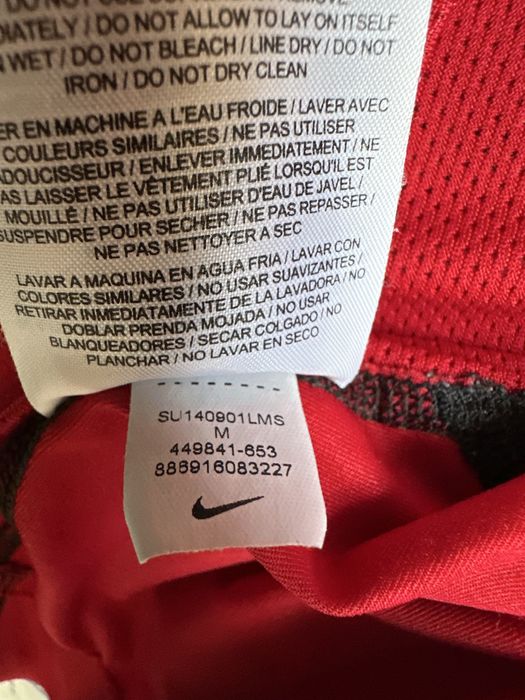 IATELY / DO NOT ALLOW TO LAY ON ITSELF
WET / DO NOT BLEACH / LINE DRY / DO NOT
IRON / DO NOT DRY CLEAN
ER EN MACHINE A L'EAU FROIDE / LAVER AVEC
COULEURS SIMILAIRES / NE PAS UTILISER
ADOUCISSEUR / ENLEVER IMMEDIATEMENT / NE
AS LAISSER LE VÊTEMENT PLIÉ LORSQU'IL EST
MOUILLÉ / NE PAS UTILISER D'EAU DE JAVEL /
SUSPENDRE POUR SECHER / NE PAS REPASSER /
NE PAS NETTOYER A SEC
LAVAR A MAQUINA EN AGUA FRIA / LAVAR CON
COLORES SIMILARES / NO USAR SUAVIZANTES /
RETIRAR INMEDIATAMENTE DE LA LAVADORA / NO
DOBLAR PRENDA MOJADA / NO USAR
BLANQUEADORES / SECAR COLGADO / NO
PLANCHAR / NO LAVAR EN SECO
SU140901LMS
M
449841-653
886916083227